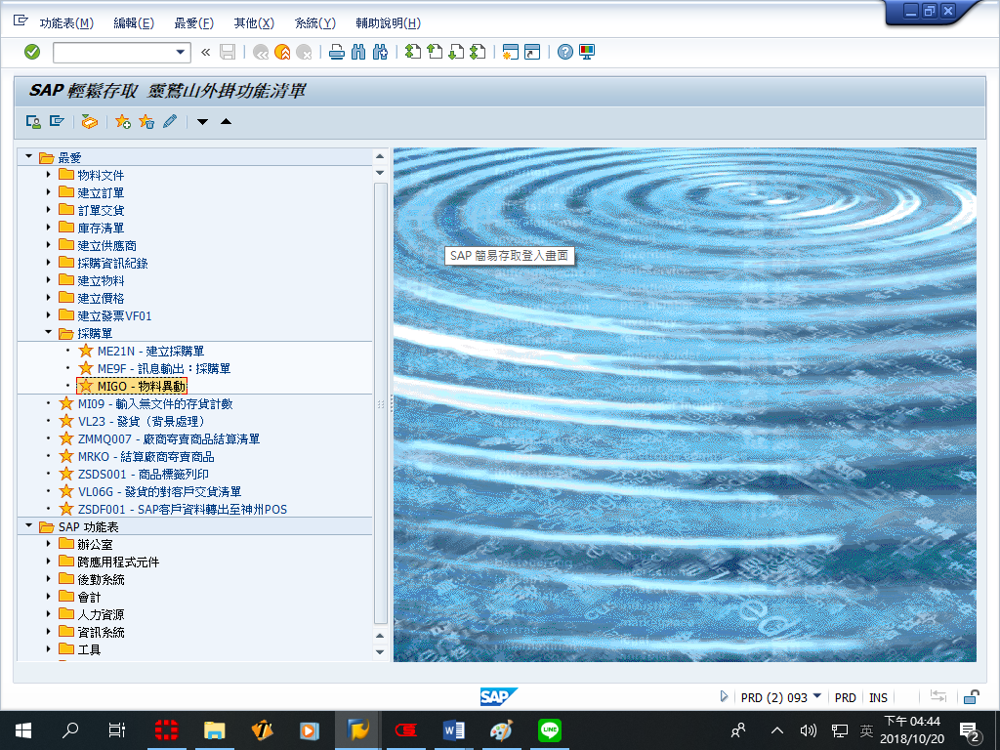 功能表(M) 編輯(E) 最愛(F) 其他(X) 系統(Y) 輔助說明(H)
SAP 輕鬆存取 靈鷲山外掛功能清單
最愛
物料文件
建立訂單
訂單交貨
庫存清單
建立供應商
採購資訊紀錄
建立物料
建立價格
建立發票VF01
採購單
ME21N - 建立採購單
ME9F - 訊息輸出：採購單
MIGO - 物料異動
MI09 - 輸入無文件的存貨計數
VL23 - 發貨（背景處理）
ZMMQ007 - 廠商寄賣商品結算清單
MRKO - 結算廠商寄賣商品
ZSDS001 - 商品標籤列印
VL06G - 發貨的對客戶交貨清單
ZSDF001 - SAP客戶資料轉出至神州POS
SAP 功能表
辦公室
跨應用程式元件
後勤系統
會計
人力資源
資訊系統
工具
SAP 簡易存取登入畫面
SAP
PRD (2) 093 PRD INS
LINE
英
下午 04:44
2018/10/20
2